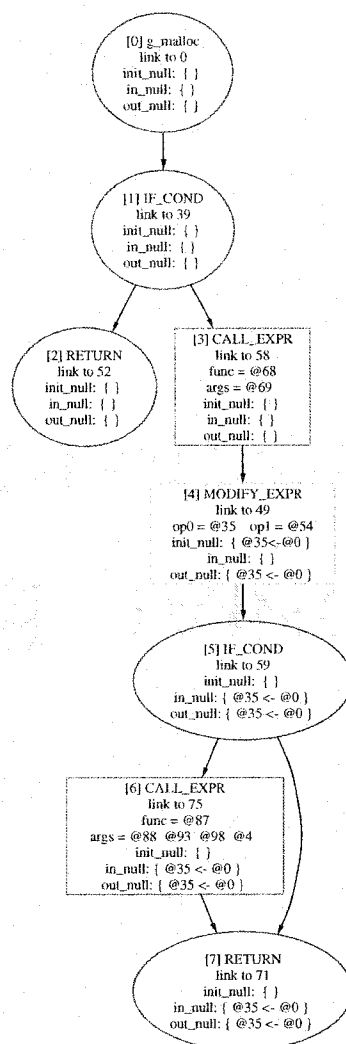 [0] g_malloc
link to 0
init_null: { }
in_null: { }
out_null: { }
[1] IF_COND
link to 39
init_null: { }
in_null: { }
out_null: { }
[2] RETURN
link to 52
init_null: { }
in_null: { }
out_null: { }
[3] CALL_EXPR
link to 58
func = @68
args = @69
init_null: { }
in_null: { }
out_null: { }
[4] MODIFY_EXPR
link to 49
op0 = @35 op1 = @54
init_null: { @35<-@0 }
in_null: { }
out_null: { @35 <- @0 }
[5] IF_COND
link to 59
init_null: { }
in_null: { @35 <- @0 }
out_null: { @35 <- @0 }
[6] CALL_EXPR
link to 75
func = @87
args = @88 @93 @98 @4
init_null: { }
in_null: { @35 <- @0 }
out_null: { @35 <- @0 }
[7] RETURN
link to 71
init_null: { }
in_null: { @35 <- @0 }
out_null: { @35 <- @0 }